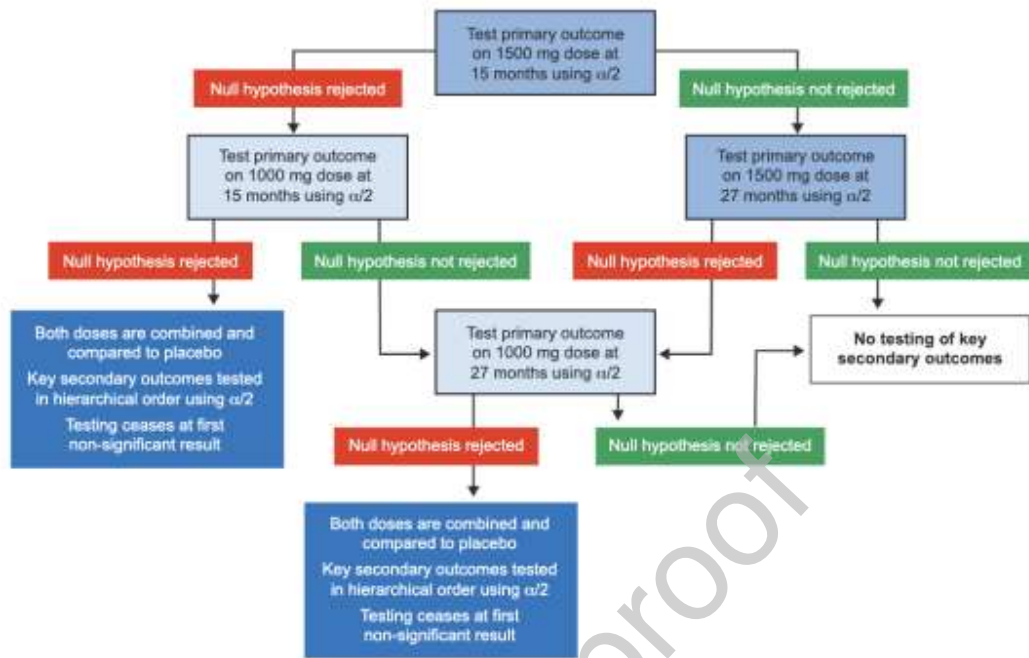 Test primary outcome
on 1500 mg dose at
15 months using α/2
Null hypothesis rejected
Null hypothesis not rejected
Test primary outcome
on 1000 mg dose at
15 months using α/2
Test primary outcome
on 1500 mg dose at
27 months using α/2
Null hypothesis rejected
Null hypothesis not rejected
Null hypothesis rejected
Null hypothesis not rejected
Both doses are combined and
compared to placebo
Key secondary outcomes tested
in hierarchical order using α/2
Testing ceases at first
non-significant result
Test primary outcome
on 1000 mg dose at
27 months using α/2
No testing of key
secondary outcomes
Null hypothesis rejected
Null hypothesis not rejected
Both doses are combined and
compared to placebo
Key secondary outcomes tested
in hierarchical order using α/2
Testing ceases at first
non-significant result
proof